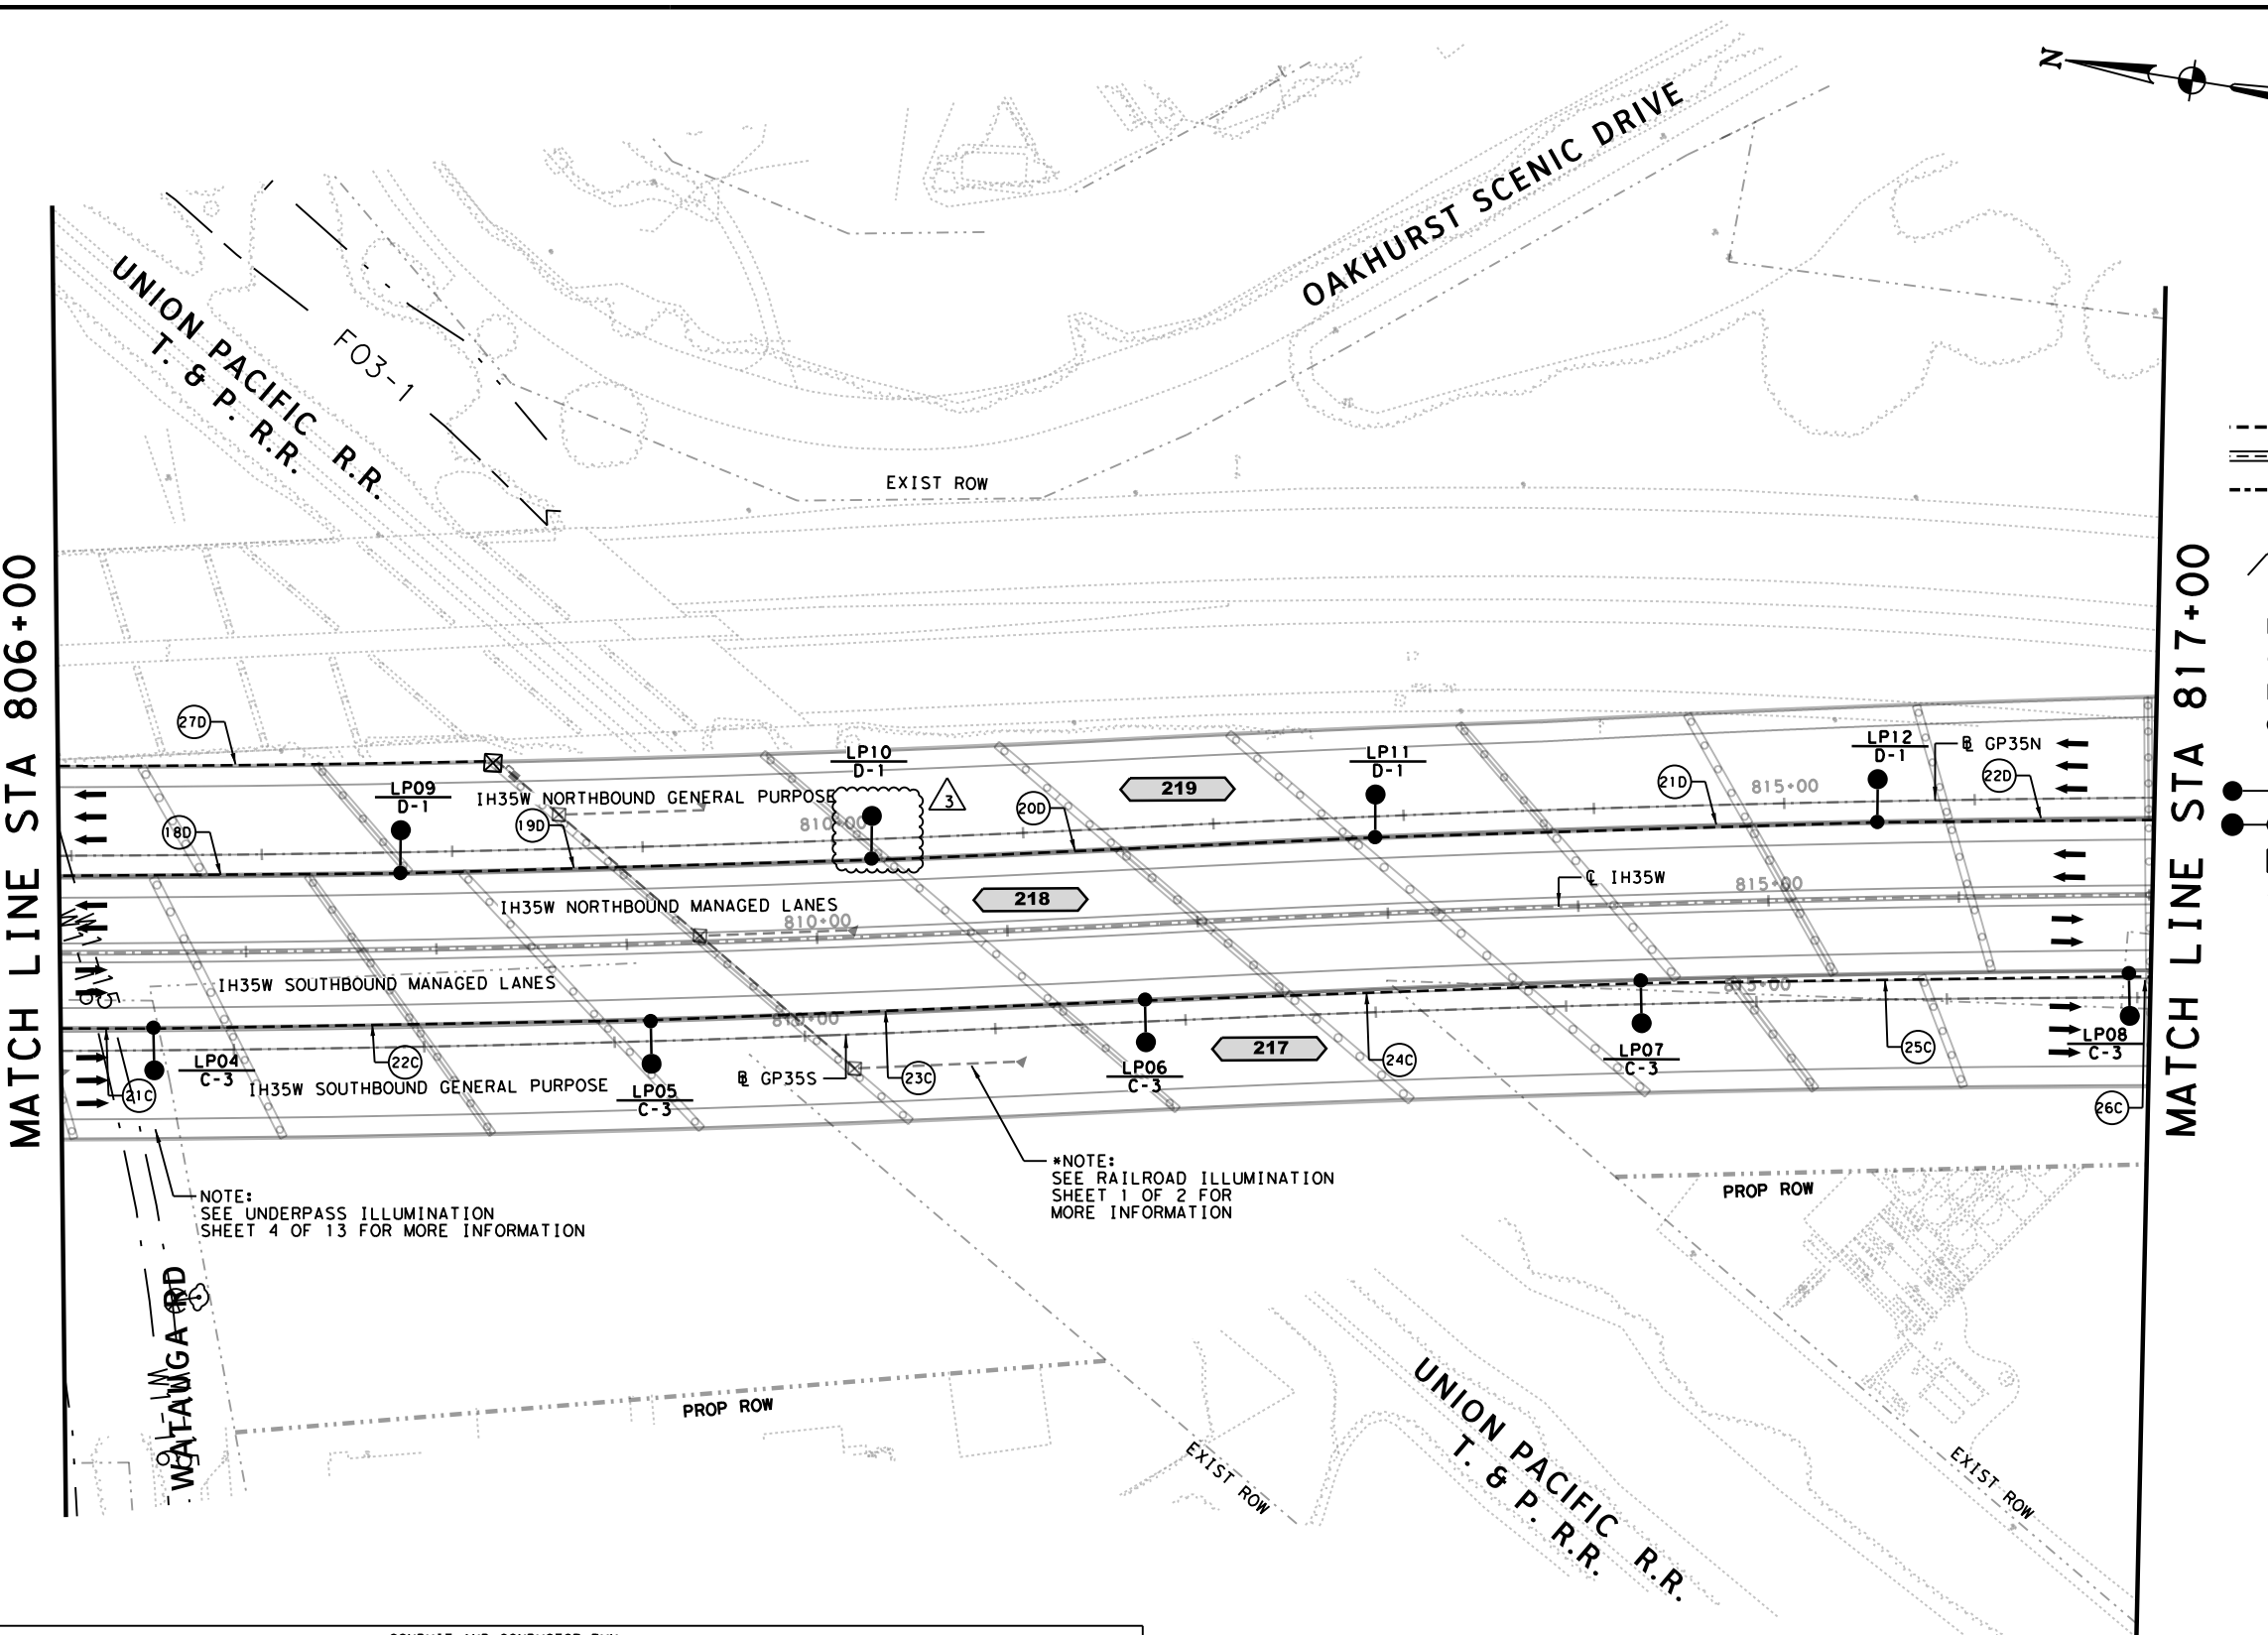 N
OAKHURST SCENIC DRIVE
UNION PACIFIC R.R.
T. & P. R.R.
FO3-1
EXIST ROW
MATCH LINE STA 806+00
MATCH LINE STA 817+00
27D
LP09
D-1
LP10
D-1
3
219
LP11
D-1
LP12
D-1
GP35N
22D
21D
815+00
IH35W NORTHBOUND GENERAL PURPOSE
18D
19D
810+00
20D
218
IH35W
815+00
IH35W NORTHBOUND MANAGED LANES
810+00
IH35W SOUTHBOUND MANAGED LANES
815+00
810+00
LP04
C-3
22C
21C
IH35W SOUTHBOUND GENERAL PURPOSE
LP05
C-3
GP35S
23C
LP06
C-3
217
24C
LP07
C-3
25C
LP08
C-3
26C
*NOTE:
SEE RAILROAD ILLUMINATION
SHEET 1 OF 2 FOR
MORE INFORMATION
NOTE:
SEE UNDERPASS ILLUMINATION
SHEET 4 OF 13 FOR MORE INFORMATION
PROP ROW
WATAUGA RD
PROP ROW
EXIST ROW
UNION PACIFIC R.R.
T. & P. R.R.
EXIST ROW